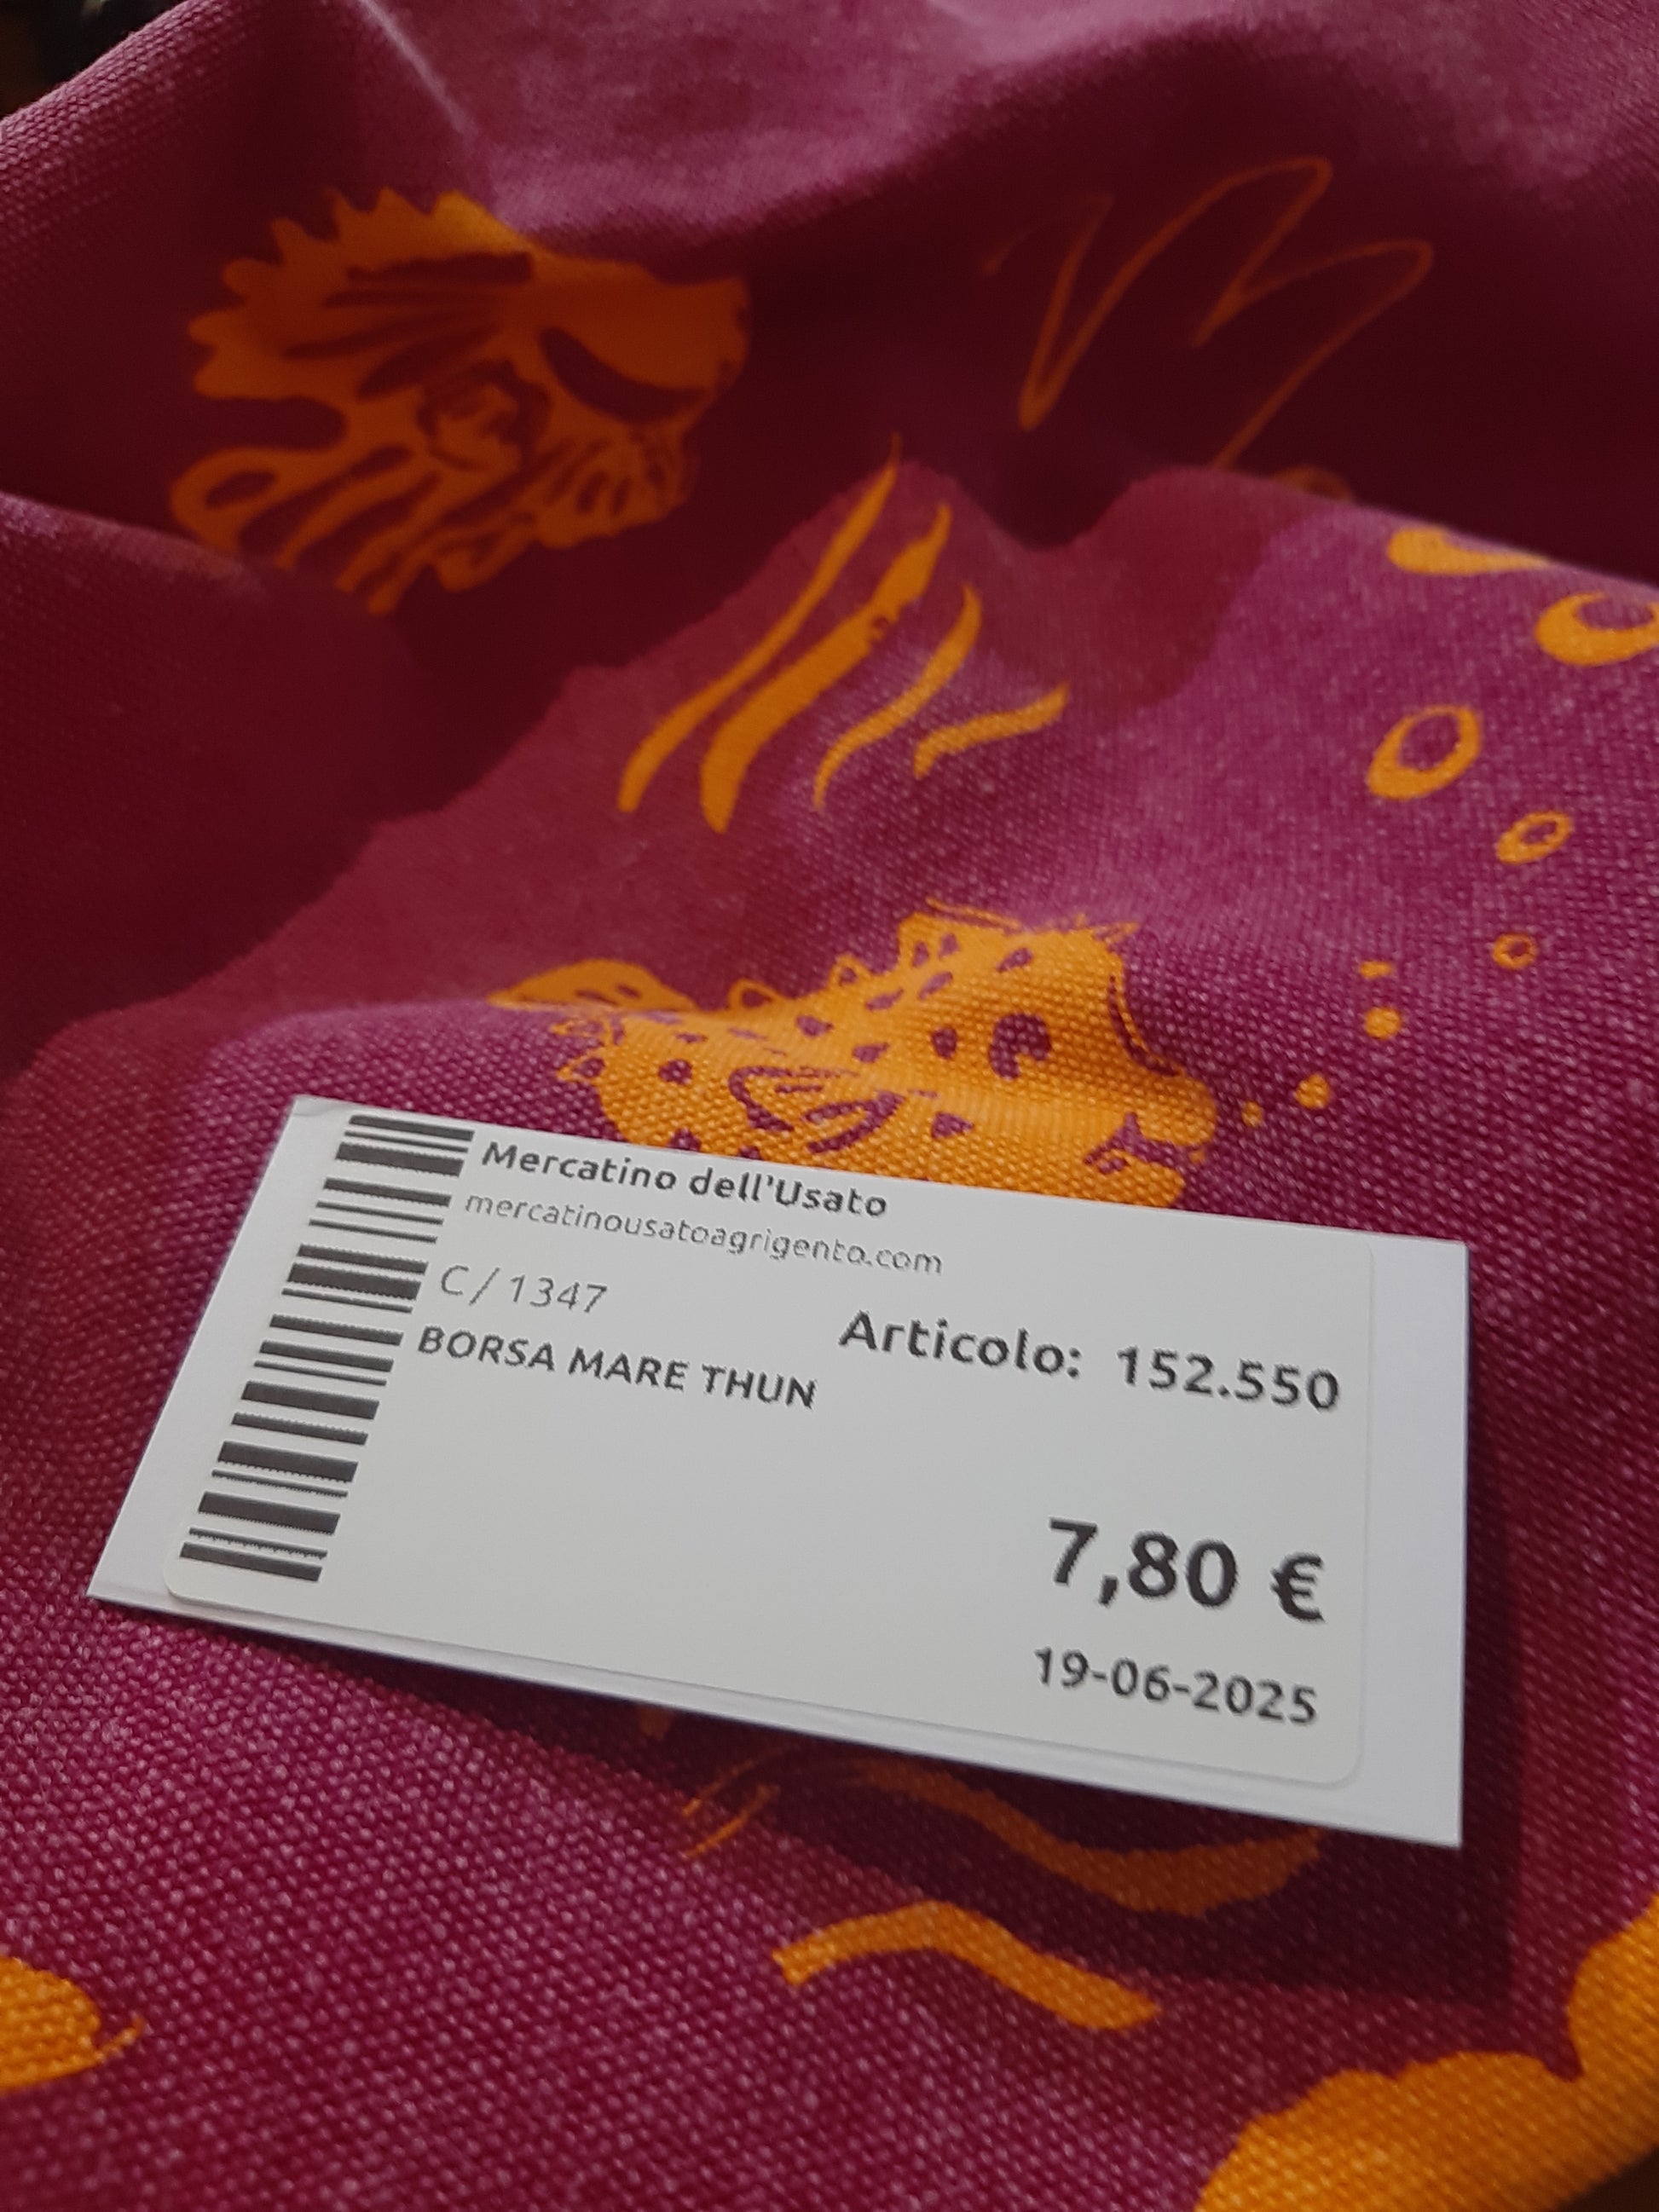 Mercatino dell'Usato
mercatinousatoagrigento.com
C/ 1347
Articolo: 152.550
BORSA MARE THUN
7,80 €
19-06-2025